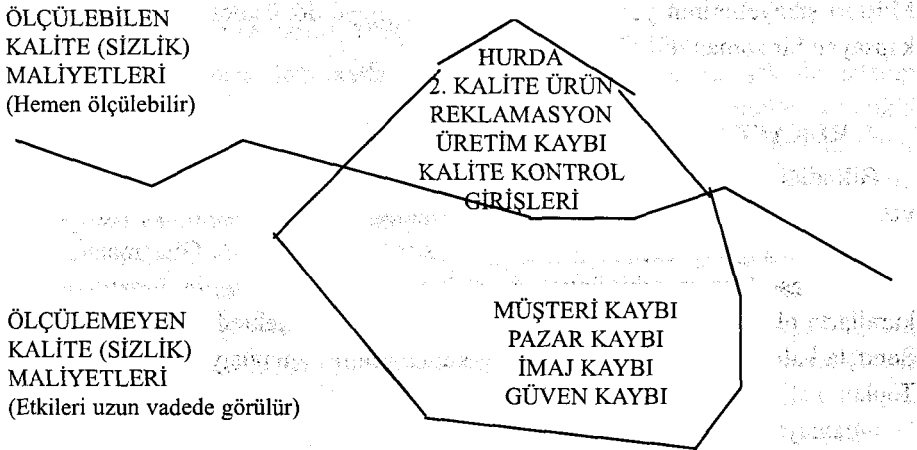 ÖLÇÜLEBİLEN
KALİTE (SİZLİK)
MALİYETLERİ
(Hemen ölçülebilir)
HURDA
2. KALİTE ÜRÜN
REKLAMASYON
ÜRETİM KAYBI
KALİTE KONTROL
GİRİŞLERİ
ÖLÇÜLEMEYEN
KALİTE (SİZLİK)
MALİYETLERİ
(Etkileri uzun vadede görülür)
MÜŞTERİ KAYBI
PAZAR KAYBI
İMAJ KAYBI
GÜVEN KAYBI